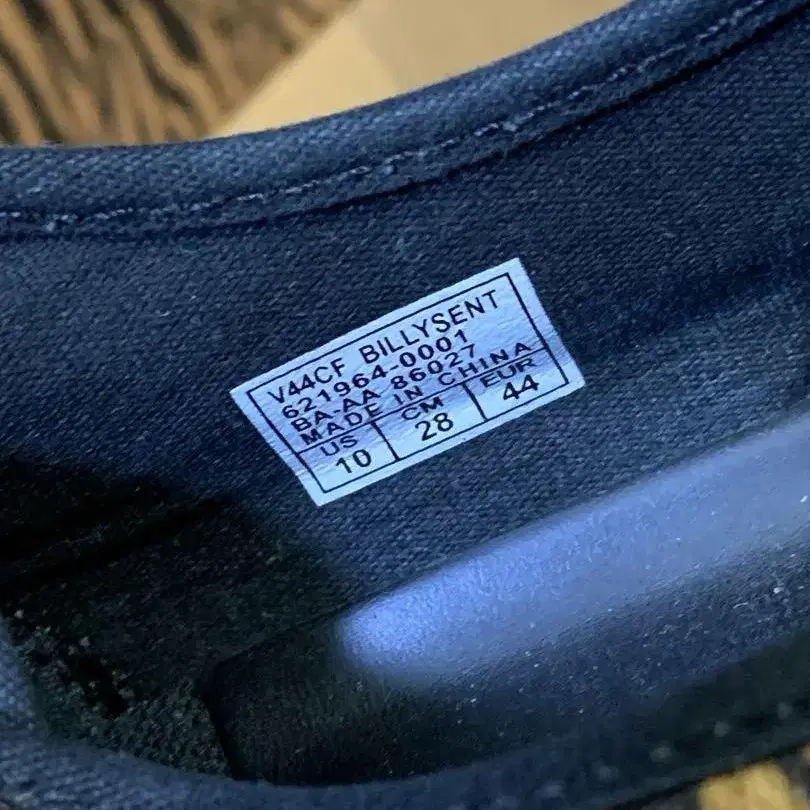 V44CF BILLYSENT
621964-0001
BA-AA 86027
MADE IN CHINA
US CM EUR
10 28 44